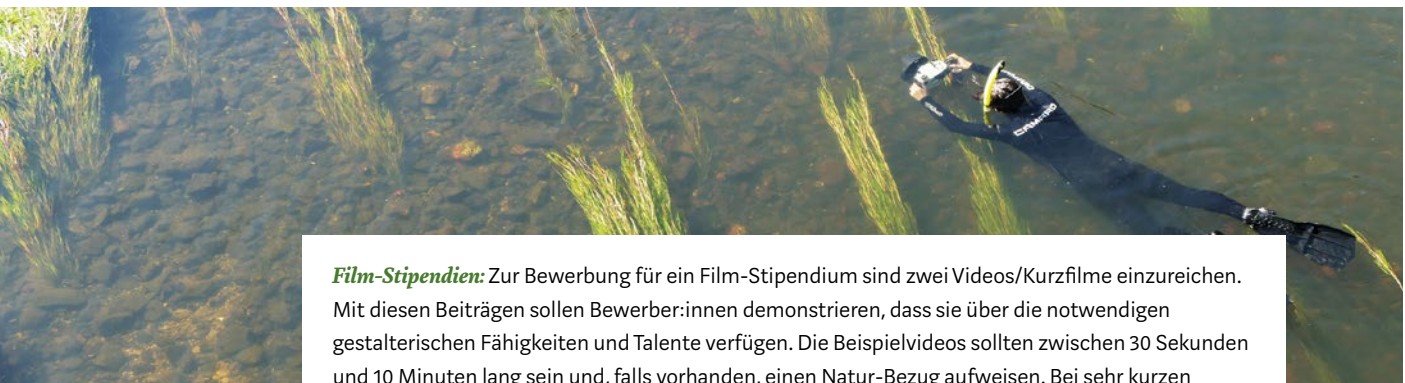 Film-Stipendien: Zur Bewerbung für ein Film-Stipendium sind zwei Videos/Kurzfilme einzureichen.
Mit diesen Beiträgen sollen Bewerber:innen demonstrieren, dass sie über die notwendigen
gestalterischen Fähigkeiten und Talente verfügen. Die Beispielvideos sollten zwischen 30 Sekunden
und 10 Minuten lang sein und, falls vorhanden, einen Natur-Bezug aufweisen. Bei sehr kurzen